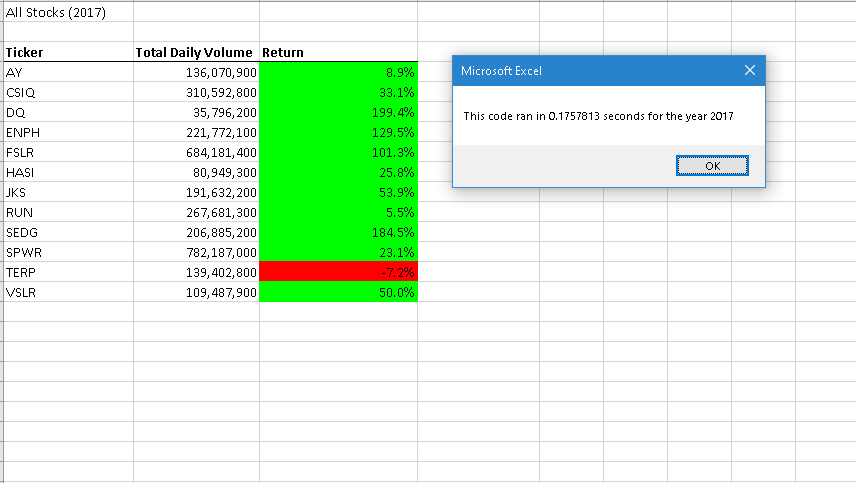 All Stocks (2017)
Ticker Total Daily Volume Return
AY 136,070,900 8.9%
CSIQ 310,592,800 33.1%
DQ 35,796,200 199.4%
ENPH 221,772,100 129.5%
FSLR 684,181,400 101.3%
HASI 80,949,300 25.8%
JKS 191,632,200 53.9%
RUN 267,681,300 5.5%
SEDG 206,885,200 184.5%
SPWR 782,187,000 23.1%
TERP 139,402,800 -7.2%
VSLR 109,487,900 50.0%
Microsoft Excel
This code ran in 0.1757813 seconds for the year 2017
OK